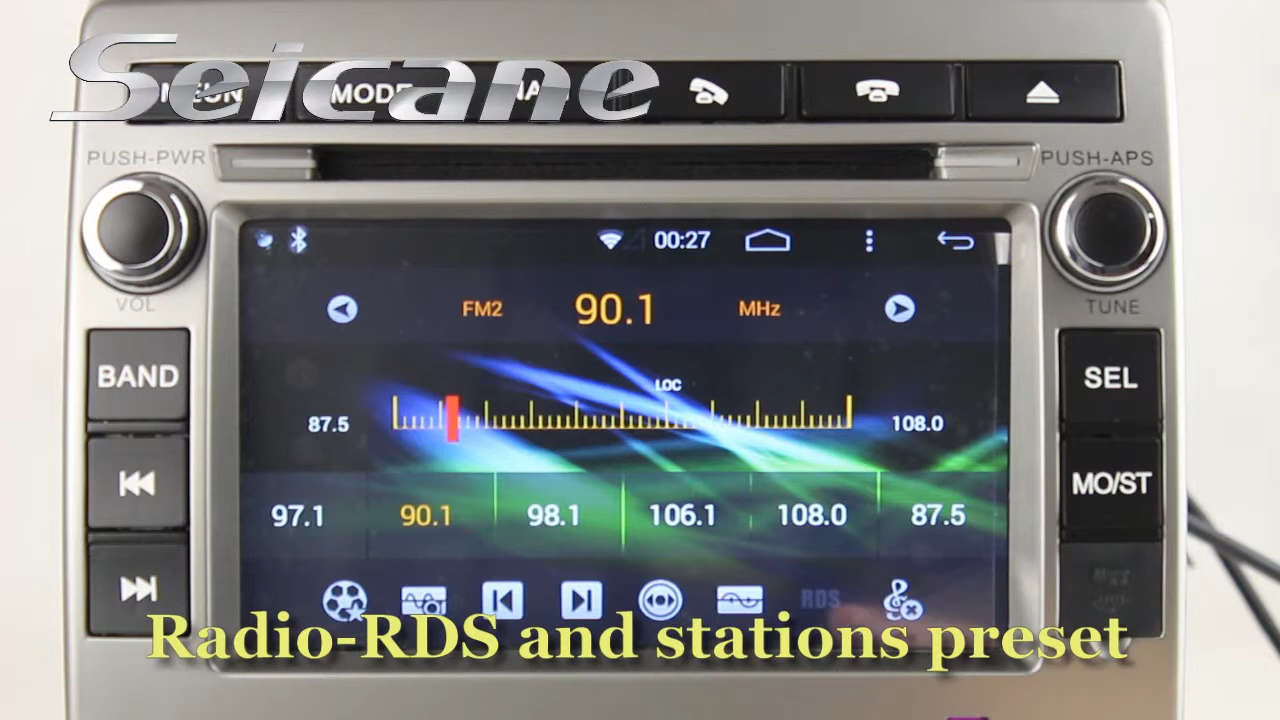 Seicane
MODE
PUSH-PWR
PUSH-APS
00:27
VOL
TUNE
FM2 90.1 MHz
BAND
SEL
LOC
87.5
108.0
MO/ST
97.1 90.1 98.1 106.1 108.0 87.5
RDS
Radio-RDS and stations preset